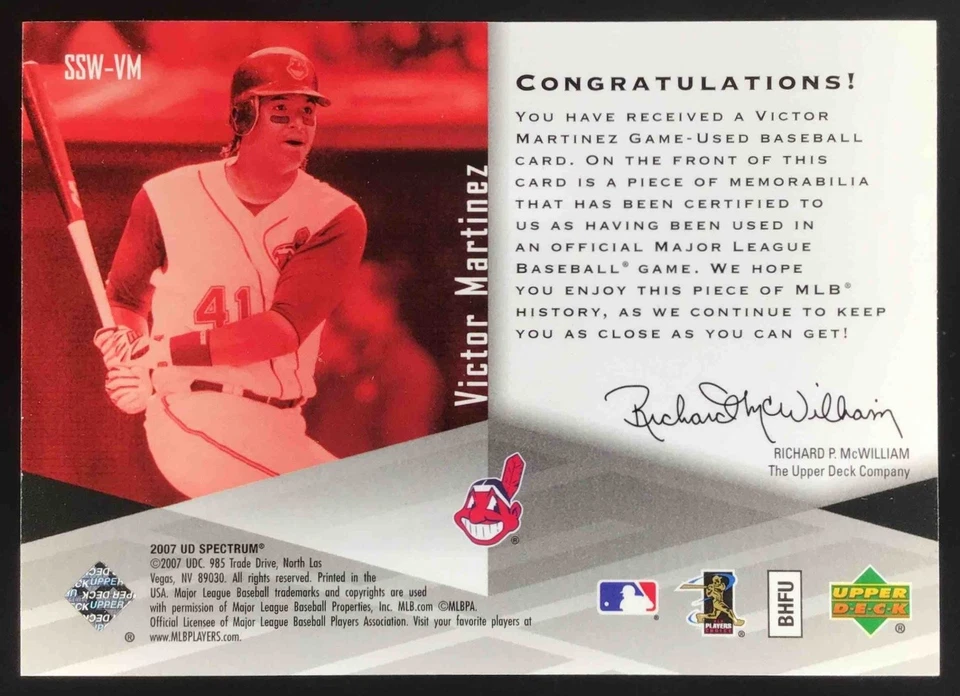 SSW-VM
41
Victor Martinez
CONGRATULATIONS!
YOU HAVE RECEIVED A VICTOR
MARTINEZ GAME-USED BASEBALL
CARD. ON THE FRONT OF THIS
CARD IS A PIECE OF MEMORABILIA
THAT HAS BEEN CERTIFIED TO
US AS HAVING BEEN USED IN
AN OFFICIAL MAJOR LEAGUE
BASEBALL® GAME. WE HOPE
YOU ENJOY THIS PIECE OF MLB®
HISTORY, AS WE CONTINUE TO KEEP
YOU AS CLOSE AS YOU CAN GET!
Richard P. McWilliam
RICHARD P. McWILLIAM
The Upper Deck Company
®
2007 UD SPECTRUM®
©2007 UDC. 985 Trade Drive, North Las
Vegas, NV 89030. All rights reserved. Printed in the
USA. Major League Baseball trademarks and copyrights are used
with permission of Major League Baseball Properties, Inc. MLB.com ©MLBPA.
Official Licensee of Major League Baseball Players Association. Visit your favorite players at
www.MLBPLAYERS.com.
UPPER
DECK
®
PLAYERS
CHOICE
®
BHFU
UPPER
DECK
®